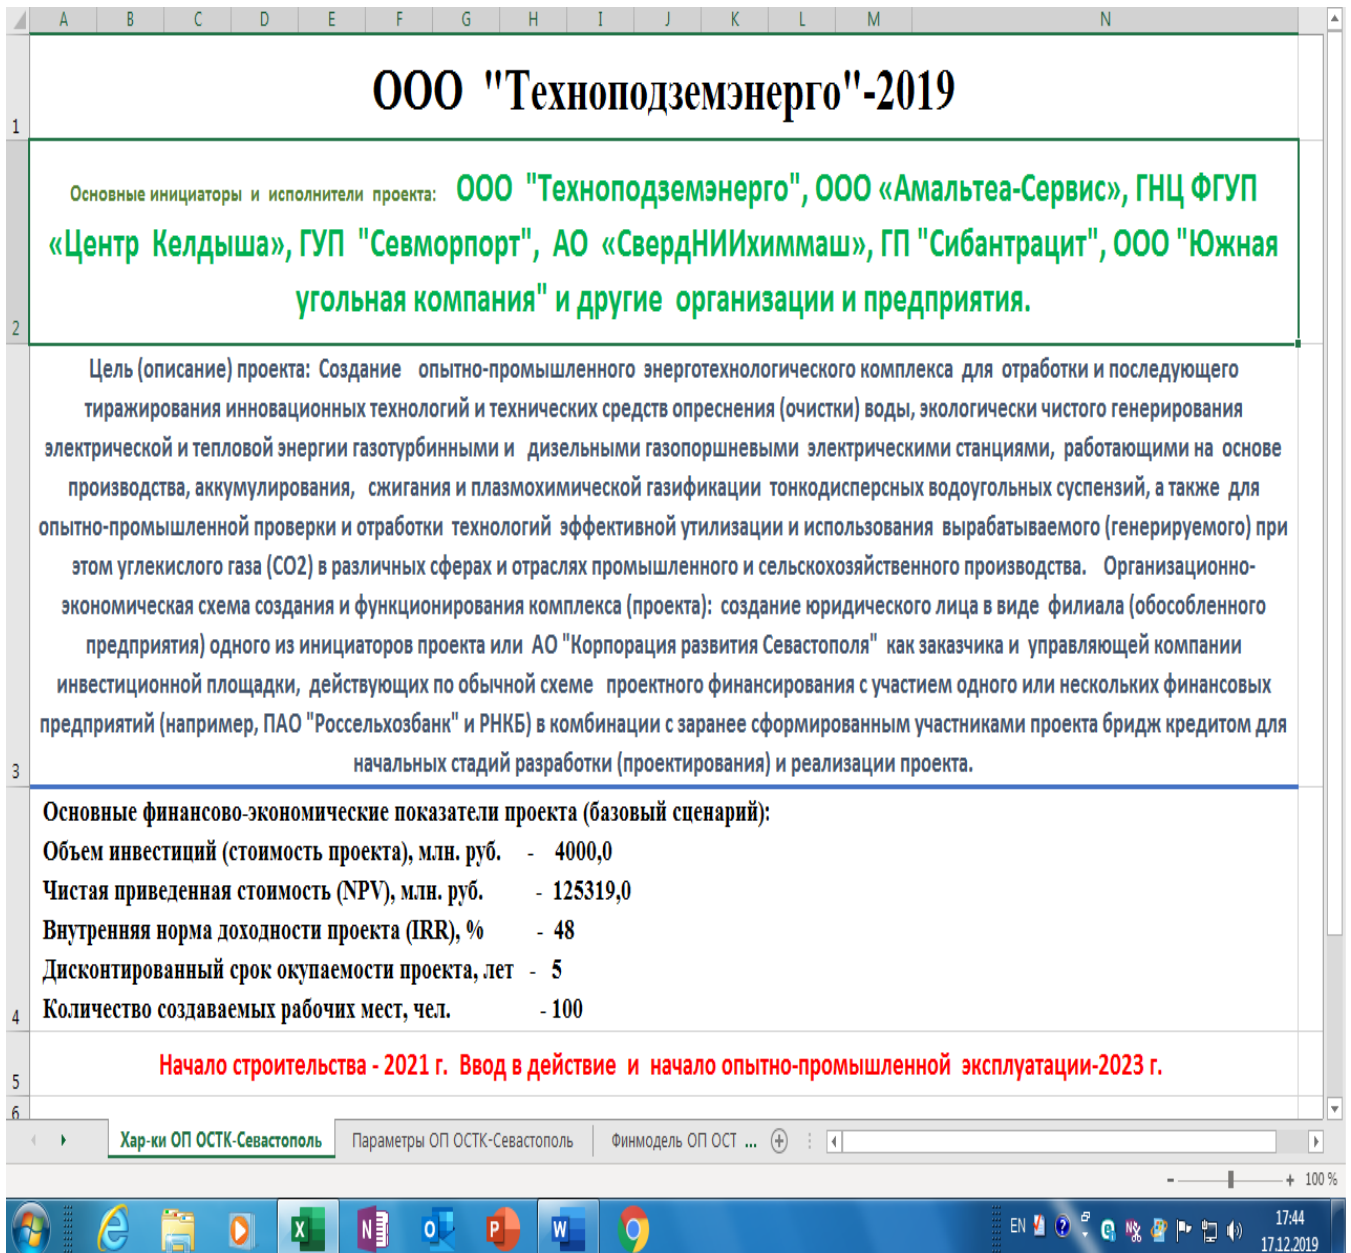 A B C D E F G H I J K L M N
1
ООО "Техноподземэнерго"-2019
2
Основные инициаторы и исполнители проекта: ООО "Техноподземэнерго", ООО «Амальтеа-Сервис», ГНЦ ФГУП
«Центр Келдыша», ГУП "Севморпорт", АО «СвердНИИхиммаш», ГП "Сибантрацит", ООО "Южная
угольная компания" и другие организации и предприятия.
3
Цель (описание) проекта: Создание опытно-промышленного энерготехнологического комплекса для отработки и последующего
тиражирования инновационных технологий и технических средств опреснения (очистки) воды, экологически чистого генерирования
электрической и тепловой энергии газотурбинными и дизельными газопоршневыми электрическими станциями, работающими на основе
производства, аккумулирования, сжигания и плазмохимической газификации тонкодисперсных водоугольных суспензий, а также для
опытно-промышленной проверки и отработки технологий эффективной утилизации и использования вырабатываемого (генерируемого) при
этом углекислого газа (СО2) в различных сферах и отраслях промышленного и сельскохозяйственного производства. Организационно-
экономическая схема создания и функционирования комплекса (проекта): создание юридического лица в виде филиала (обособленного
предприятия) одного из инициаторов проекта или АО "Корпорация развития Севастополя" как заказчика и управляющей компании
инвестиционной площадки, действующих по обычной схеме проектного финансирования с участием одного или нескольких финансовых
предприятий (например, ПАО "Россельхозбанк" и РНКБ) в комбинации с заранее сформированным участниками проекта бридж кредитом для
начальных стадий разработки (проектирования) и реализации проекта.
4
Основные финансово-экономические показатели проекта (базовый сценарий):
Объем инвестиций (стоимость проекта), млн. руб. - 4000,0
Чистая приведенная стоимость (NPV), млн. руб. - 125319,0
Внутренняя норма доходности проекта (IRR), % - 48
Дисконтированный срок окупаемости проекта, лет - 5
Количество создаваемых рабочих мест, чел. - 100
5
Начало строительства - 2021 г. Ввод в действие и начало опытно-промышленной эксплуатации-2023 г.
6
Хар-ки ОП ОСТК-Севастополь Параметры ОП ОСТК-Севастополь Финмодель ОП ОСТ ...
100 %
EN 17:44
17.12.2019